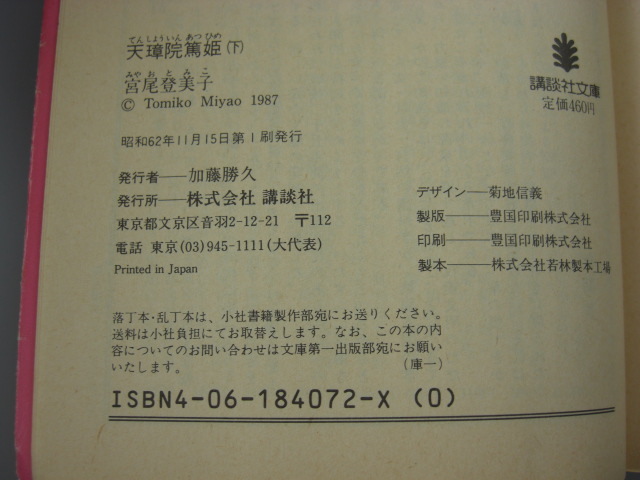 てんしょういん あつひめ
天璋院篤姫(下)
みやおとみこ
宮尾登美子
© Tomiko Miyao 1987
講談社文庫
定価460円
昭和62年11月15日第1刷発行
発行者——加藤勝久
発行所——株式会社 講談社
東京都文京区音羽2-12-21 〒112
電話 東京(03)945-1111(大代表)
Printed in Japan
デザイン—菊地信義
製版———豊国印刷株式会社
印刷———豊国印刷株式会社
製本———株式会社若林製本工場
落丁本・乱丁本は、小社書籍製作部宛にお送りください。
送料は小社負担にてお取替えします。なお、この本の内
容についてのお問い合わせは文庫第一出版部宛にお願い
いたします。 (庫一)
ISBN4-06-184072-X (0)